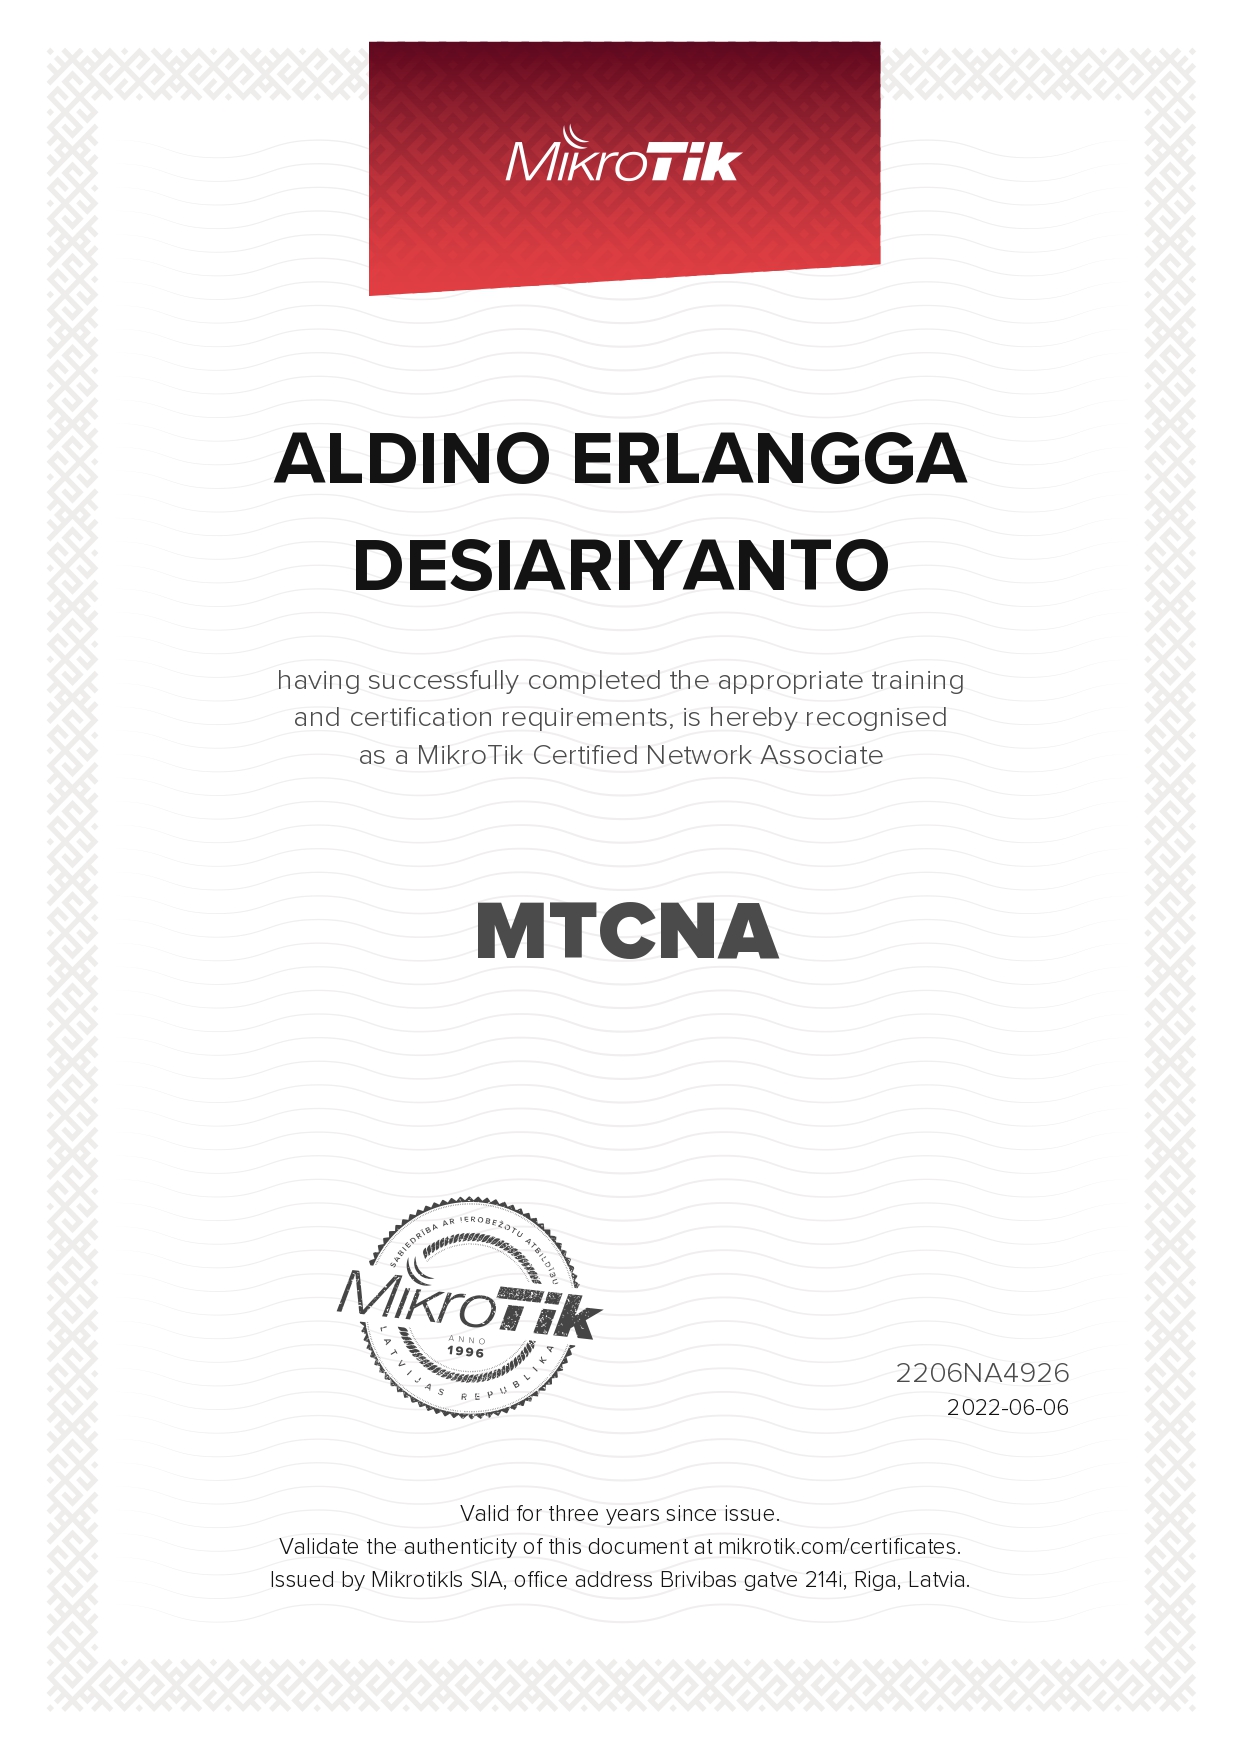 MikroTik
ALDINO ERLANGGA
DESIARIYANTO
having successfully completed the appropriate training
and certification requirements, is hereby recognised
as a MikroTik Certified Network Associate
MTCNA
SABIEDRĪBA AR IEROBEŽOTU ATBILDĪBU
MikroTik
ANNO
1996
LATVIJAS REPUBLIKA
2206NA4926
2022-06-06
Valid for three years since issue.
Validate the authenticity of this document at mikrotik.com/certificates.
Issued by Mikrotikls SIA, office address Brivibas gatve 214i, Riga, Latvia.